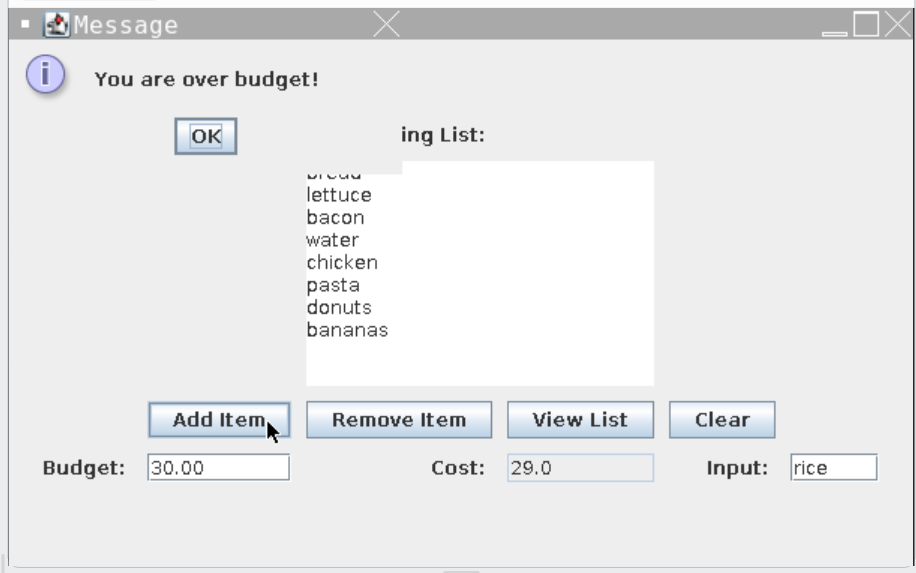 Message
You are over budget!
OK
ing List:
bread
lettuce
bacon
water
chicken
pasta
donuts
bananas
Add Item Remove Item View List Clear
Budget: 30.00 Cost: 29.0 Input: rice